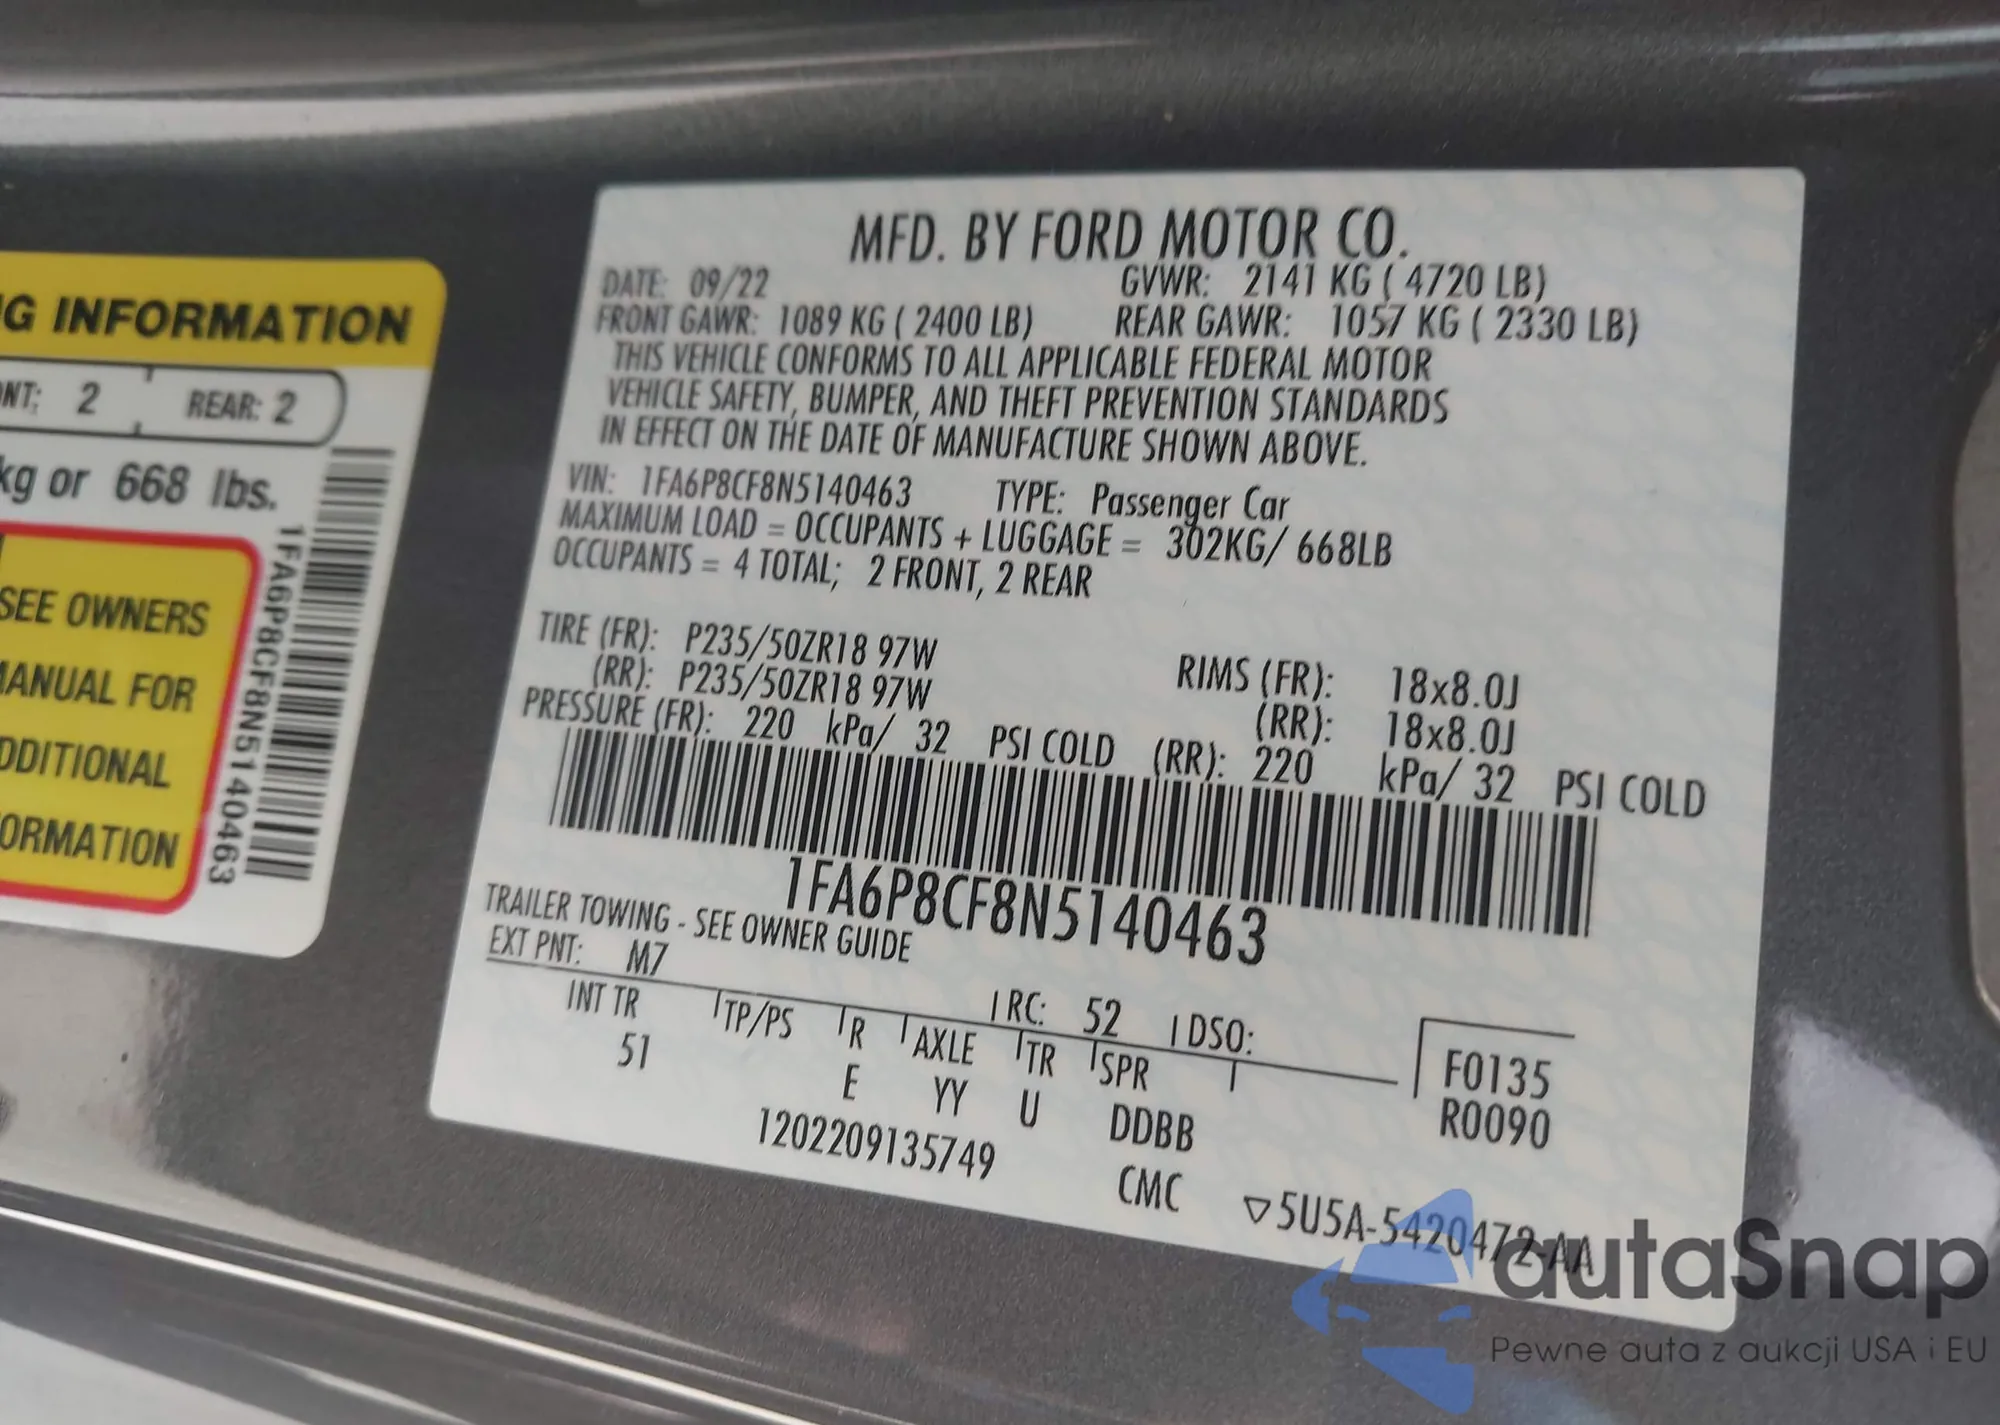 G INFORMATION
NT: 2 REAR: 2
kg or 668 lbs.
SEE OWNERS
MANUAL FOR
ADDITIONAL
ORMATION
1FA6P8CF8N5140463
MFD. BY FORD MOTOR CO.
DATE: 09/22 GVWR: 2141 KG ( 4720 LB)
FRONT GAWR: 1089 KG ( 2400 LB) REAR GAWR: 1057 KG ( 2330 LB)
THIS VEHICLE CONFORMS TO ALL APPLICABLE FEDERAL MOTOR
VEHICLE SAFETY, BUMPER, AND THEFT PREVENTION STANDARDS
IN EFFECT ON THE DATE OF MANUFACTURE SHOWN ABOVE.
VIN: 1FA6P8CF8N5140463 TYPE: Passenger Car
MAXIMUM LOAD = OCCUPANTS + LUGGAGE = 302KG/ 668LB
OCCUPANTS = 4 TOTAL; 2 FRONT, 2 REAR
TIRE (FR): P235/50ZR18 97W RIMS (FR): 18x8.0J
(RR): P235/50ZR18 97W (RR): 18x8.0J
PRESSURE (FR): 220 kPa/ 32 PSI COLD (RR): 220 kPa/ 32 PSI COLD
1FA6P8CF8N5140463
TRAILER TOWING - SEE OWNER GUIDE
EXT PNT: M7 RC: 52 DSO:
INT TR TP/PS R AXLE TR SPR F0135
51 E YY U DDBB R0090
1202209135749 CMC ▽5U5A-5420472-AA
autaSnap
Pewne auta z aukcji USA i EU